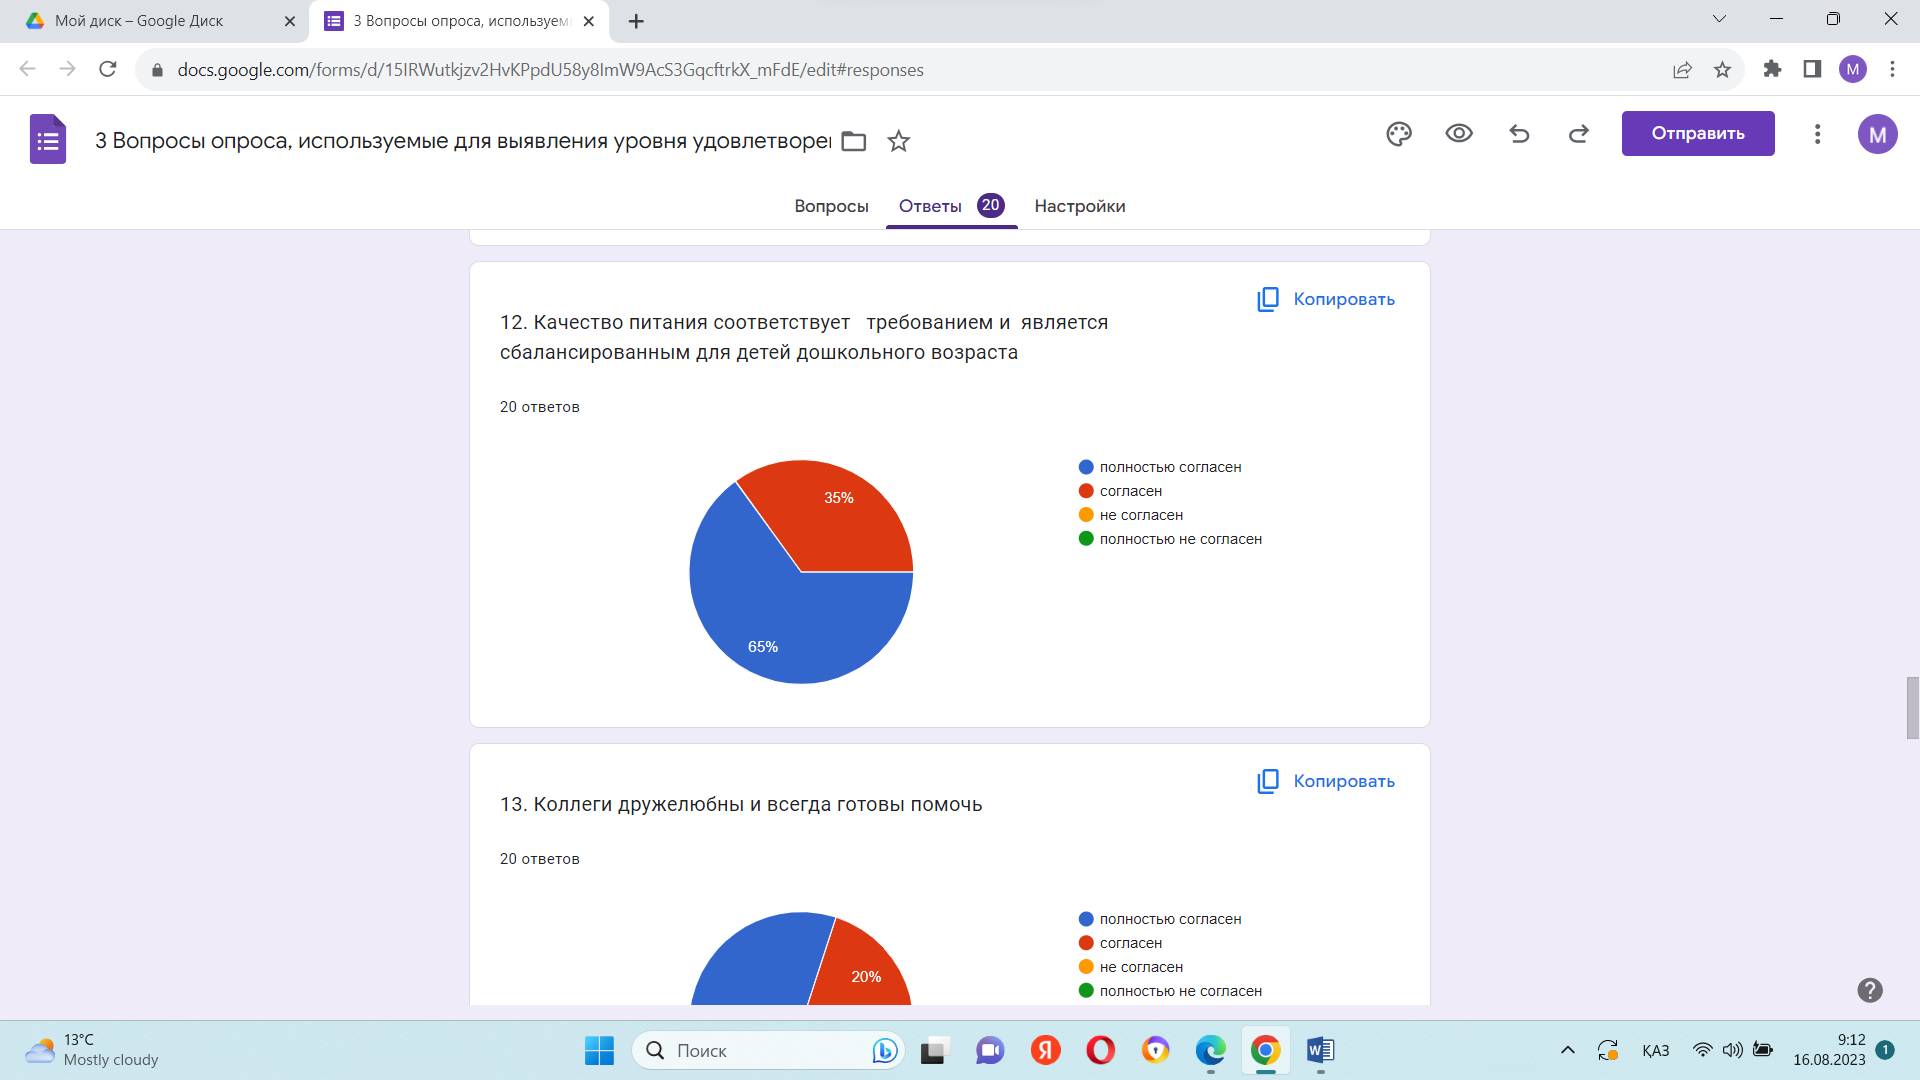 Мой диск – Google Диск
3 Вопросы опроса, используем
docs.google.com/forms/d/15IRWutkjzv2HvKPpdU58y8ImW9AcS3GqcftrkX_mFdE/edit#responses
M
3 Вопросы опроса, используемые для выявления уровня удовлетворен
Отправить
M
Вопросы
Ответы 20
Настройки
Копировать
12. Качество питания соответствует   требованием и  является
сбалансированным для детей дошкольного возраста
20 ответов
35%
65%
полностью согласен
согласен
не согласен
полностью не согласен
Копировать
13. Коллеги дружелюбны и всегда готовы помочь
20 ответов
20%
полностью согласен
согласен
не согласен
полностью не согласен
13°C
Mostly cloudy
Поиск
ҚАЗ
9:12
16.08.2023
1